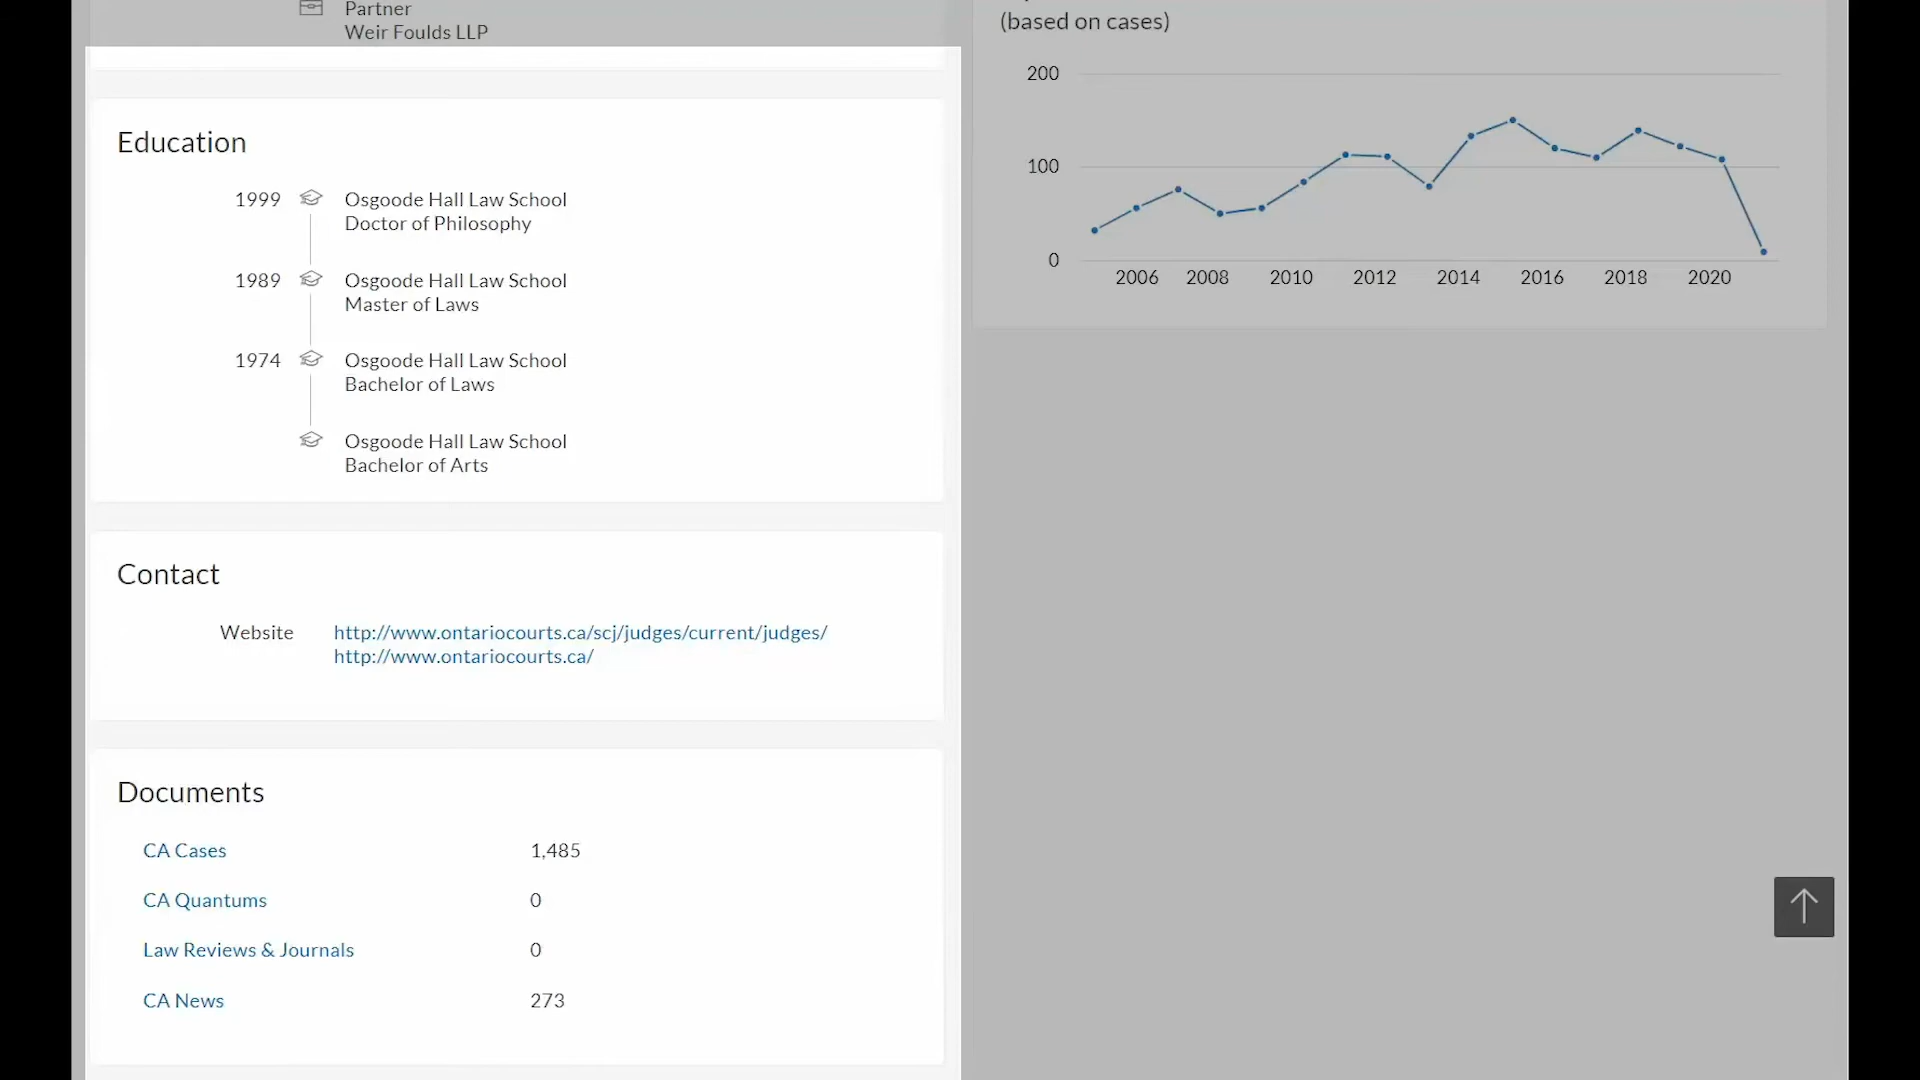 Partner
Weir Foulds LLP
Education
1999
Osgoode Hall Law School
Doctor of Philosophy
1989
Osgoode Hall Law School
Master of Laws
1974
Osgoode Hall Law School
Bachelor of Laws
Osgoode Hall Law School
Bachelor of Arts
Contact
Website
http://www.ontariocourts.ca/scj/judges/current/judges/
http://www.ontariocourts.ca/
Documents
CA Cases 1,485
CA Quantums 0
Law Reviews & Journals 0
CA News 273
(based on cases)
200
100
0
2006 2008 2010 2012 2014 2016 2018 2020